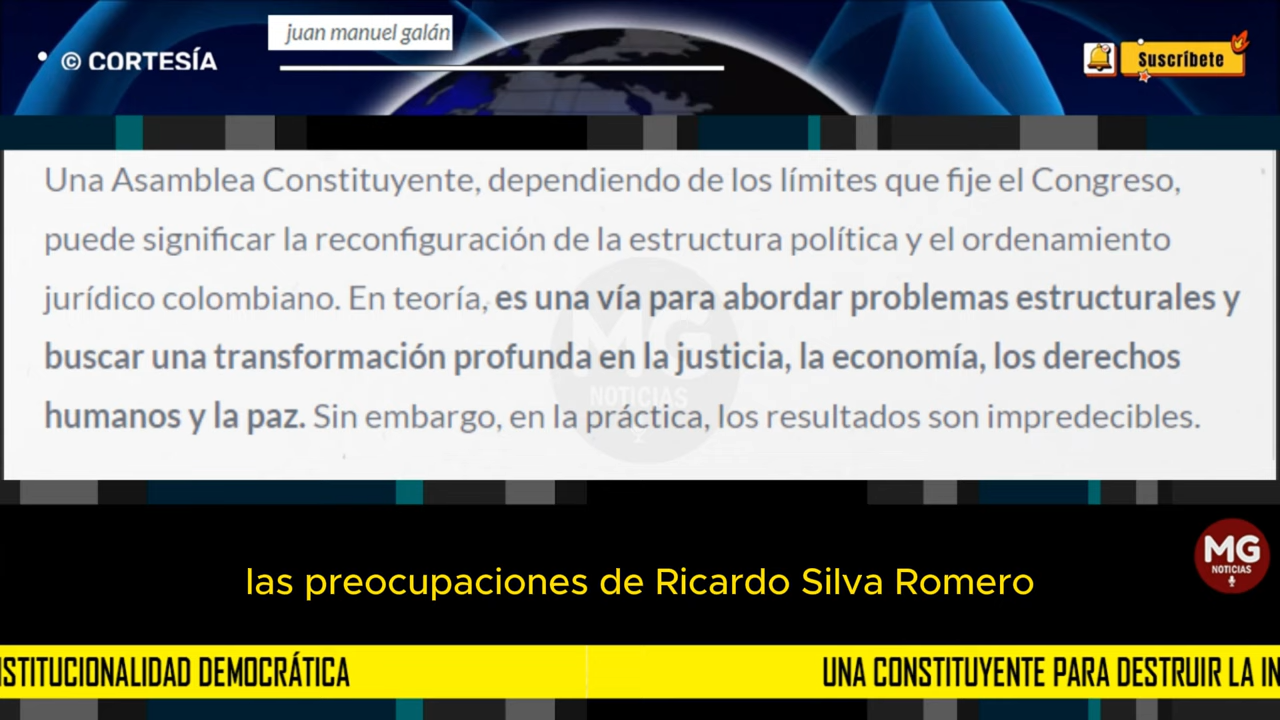 juan manuel galán
© CORTESÍA
Suscríbete
Una Asamblea Constituyente, dependiendo de los límites que fije el Congreso,
puede significar la reconfiguración de la estructura política y el ordenamiento
jurídico colombiano. En teoría, es una vía para abordar problemas estructurales y
buscar una transformación profunda en la justicia, la economía, los derechos
humanos y la paz. Sin embargo, en la práctica, los resultados son impredecibles.
MG
NOTICIAS
las preocupaciones de Ricardo Silva Romero
MG
NOTICIAS
STITUCIONALIDAD DEMOCRÁTICA
UNA CONSTITUYENTE PARA DESTRUIR LA IN